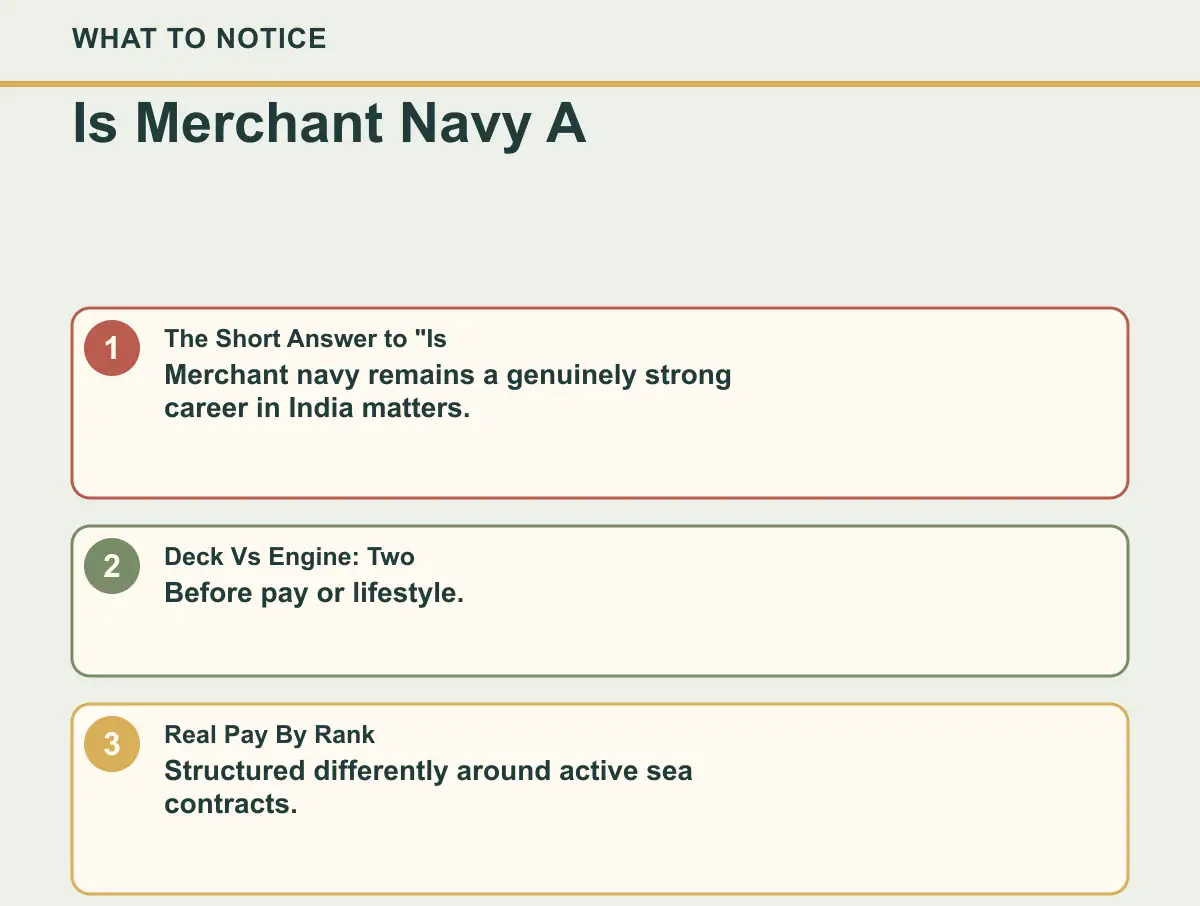 WHAT TO NOTICE
Is Merchant Navy A
1
The Short Answer to "Is
Merchant navy remains a genuinely strong
career in India matters.
2
Deck Vs Engine: Two
Before pay or lifestyle.
3
Real Pay By Rank
Structured differently around active sea
contracts.